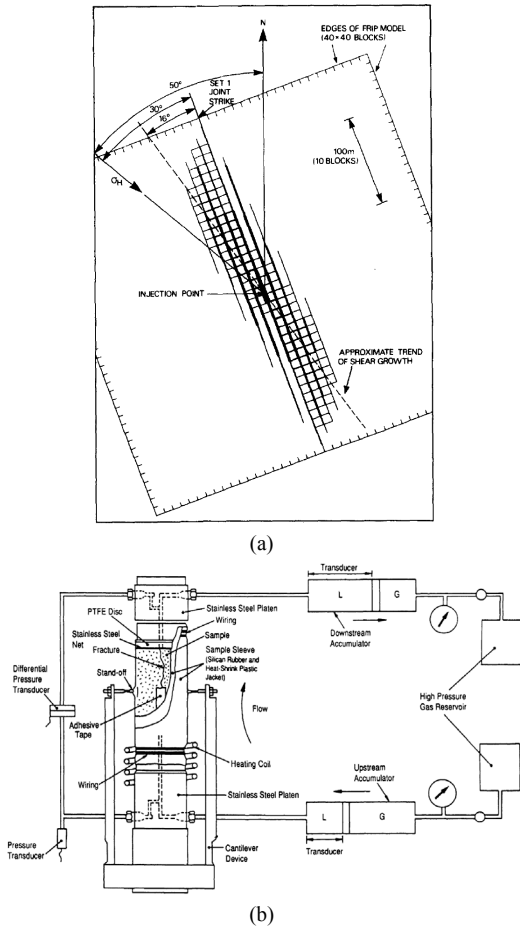 N
EDGES OF FRIP MODEL
(40×40 BLOCKS)
50°
SET 1
JOINT
STRIKE
30°
16°
100m
(10 BLOCKS)
σH
INJECTION POINT
APPROXIMATE TREND
OF SHEAR GROWTH
(a)
Transducer
Stainless Steel Platen
L
G
PTFE Disc
Wiring
Downstream
Accumulator
Stainless Steel
Net
Sample
Fracture
Sample Sleeve
(Silican Rubber and
Heat-Shrink Plastic
Jacket)
Differential
Pressure
Transducer
Stand-off
High Pressure
Gas Reservoir
Flow
Adhesive
Tape
Heating Coil
Wiring
Upstream
Accumulator
Stainless Steel Platen
L
G
Pressure
Transducer
Cantilever
Device
Transducer
(b)